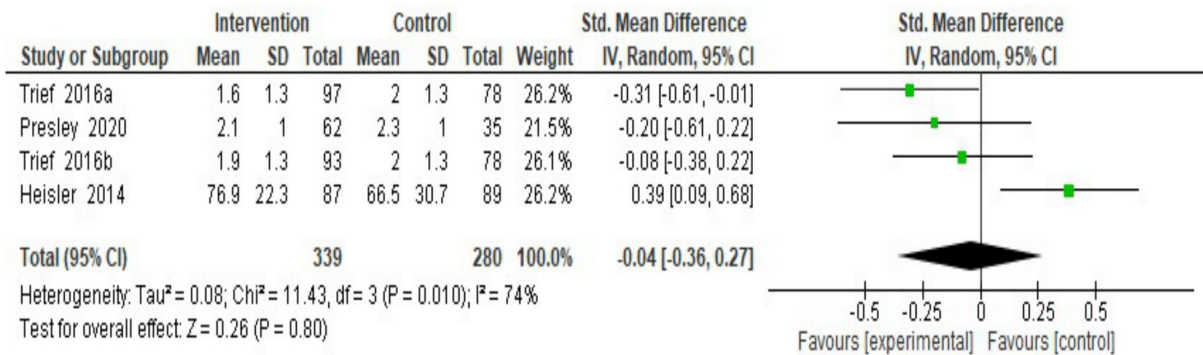 Intervention Control Std. Mean Difference Std. Mean Difference
Study or Subgroup Mean SD Total Mean SD Total Weight IV, Random, 95% CI IV, Random, 95% CI
Trief 2016a 1.6 1.3 97 2 1.3 78 26.2% -0.31 [-0.61, -0.01]
Presley 2020 2.1 1 62 2.3 1 35 21.5% -0.20 [-0.61, 0.22]
Trief 2016b 1.9 1.3 93 2 1.3 78 26.1% -0.08 [-0.38, 0.22]
Heisler 2014 76.9 22.3 87 66.5 30.7 89 26.2% 0.39 [0.09, 0.68]
Total (95% CI) 339 280 100.0% -0.04 [-0.36, 0.27]
Heterogeneity: Tau² = 0.08; Chi² = 11.43, df = 3 (P = 0.010); I² = 74%
Test for overall effect: Z = 0.26 (P = 0.80)
-0.5 -0.25 0 0.25 0.5
Favours [experimental] Favours [control]